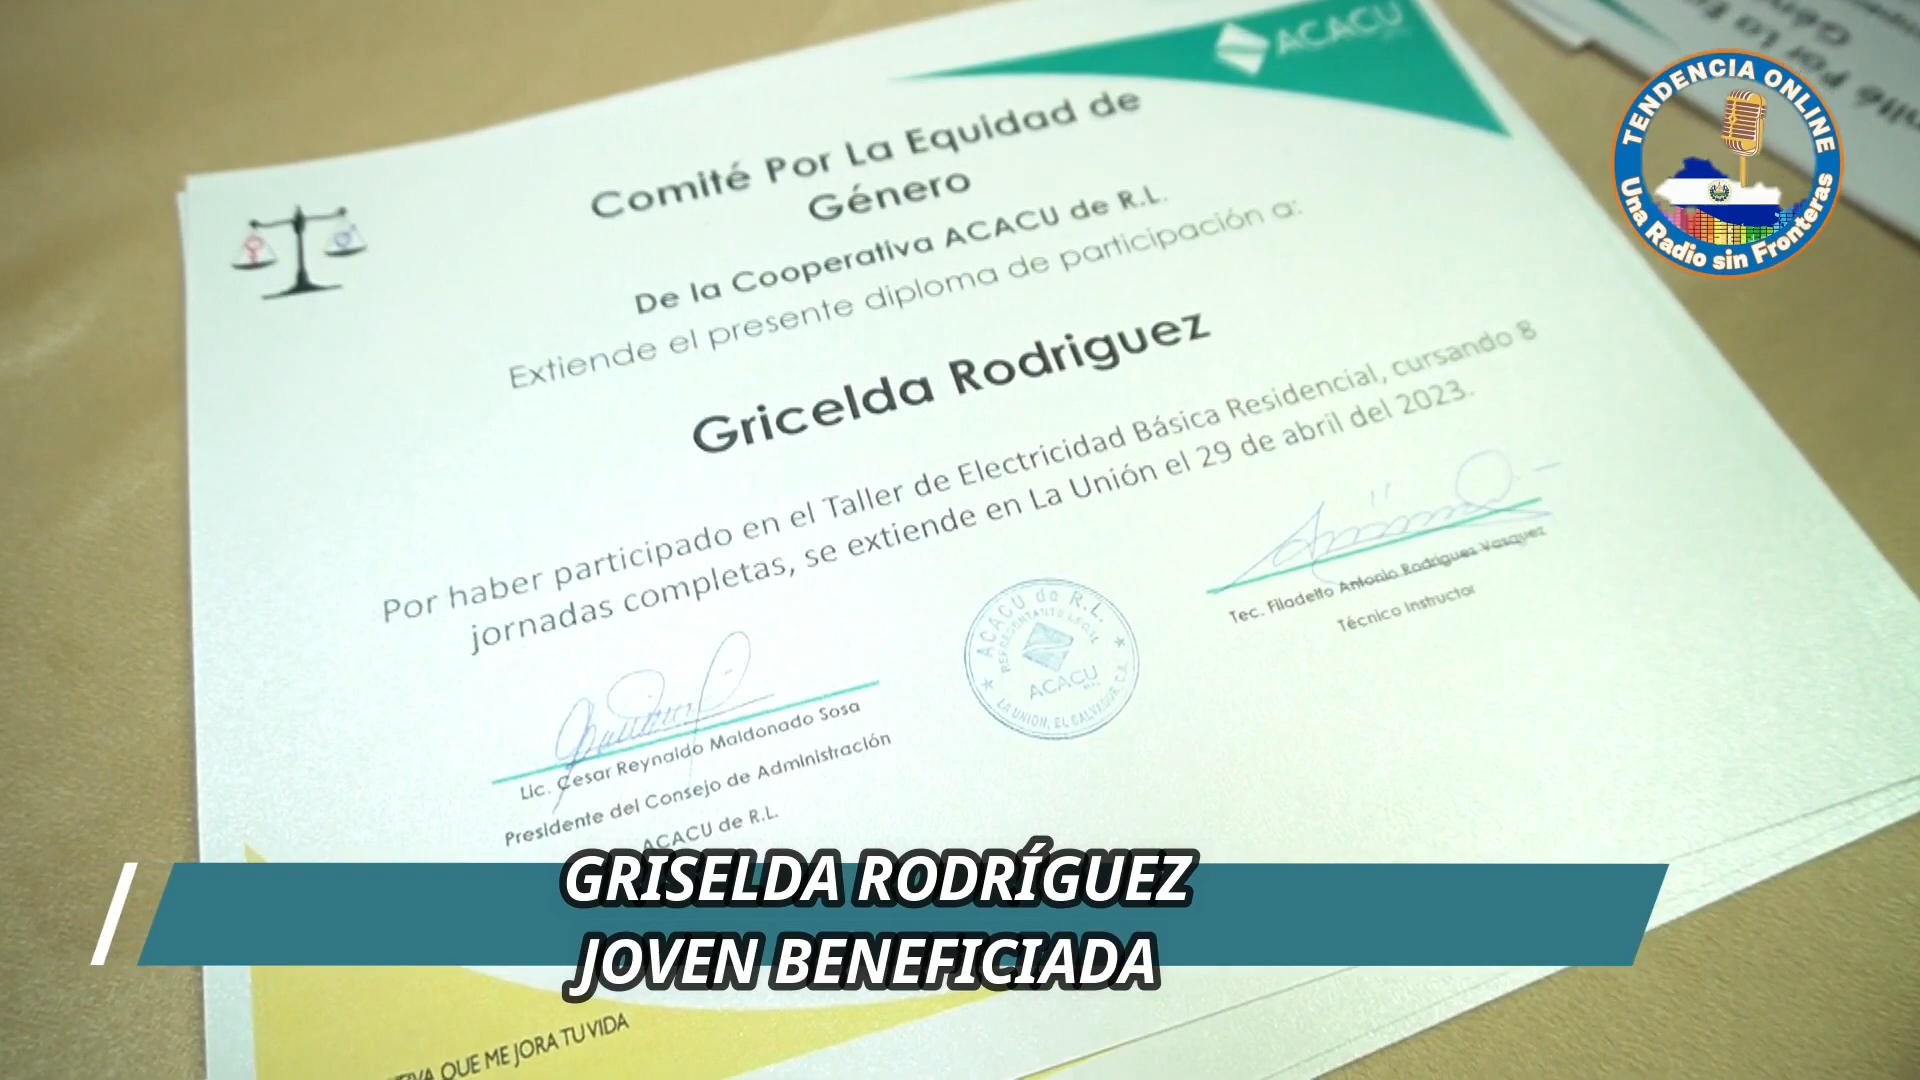 ACACU
Comité Por La Equidad de
Género
De la Cooperativa ACACU de R.L.
Extiende el presente diploma de participación a:
Gricelda Rodriguez
Por haber participado en el Taller de Electricidad Básica Residencial, cursando 8
jornadas completas, se extiende en La Unión el 29 de abril del 2023.
Tec. Filadelfo Antonio Rodriguez Vasquez
Técnico Instructor
ACACU de R.L.
REPRESENTANTE LEGAL
ACACU
LA UNION, EL SALVADOR, C.A.
Lic. Cesar Reynaldo Maldonado Sosa
Presidente del Consejo de Administración
ACACU de R.L.
QUE MEJORA TU VIDA
TENDENCIA ONLINE
Una Radio sin Fronteras
GRISELDA RODRÍGUEZ
JOVEN BENEFICIADA